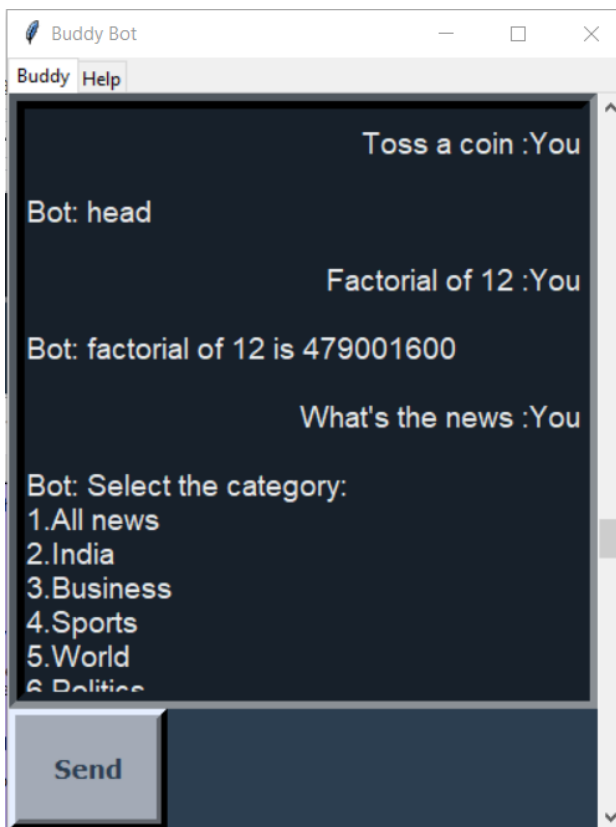 Buddy Bot
Buddy Help
Toss a coin :You
Bot: head
Factorial of 12 :You
Bot: factorial of 12 is 479001600
What's the news :You
Bot: Select the category:
1.All news
2.India
3.Business
4.Sports
5.World
6.Politics
Send